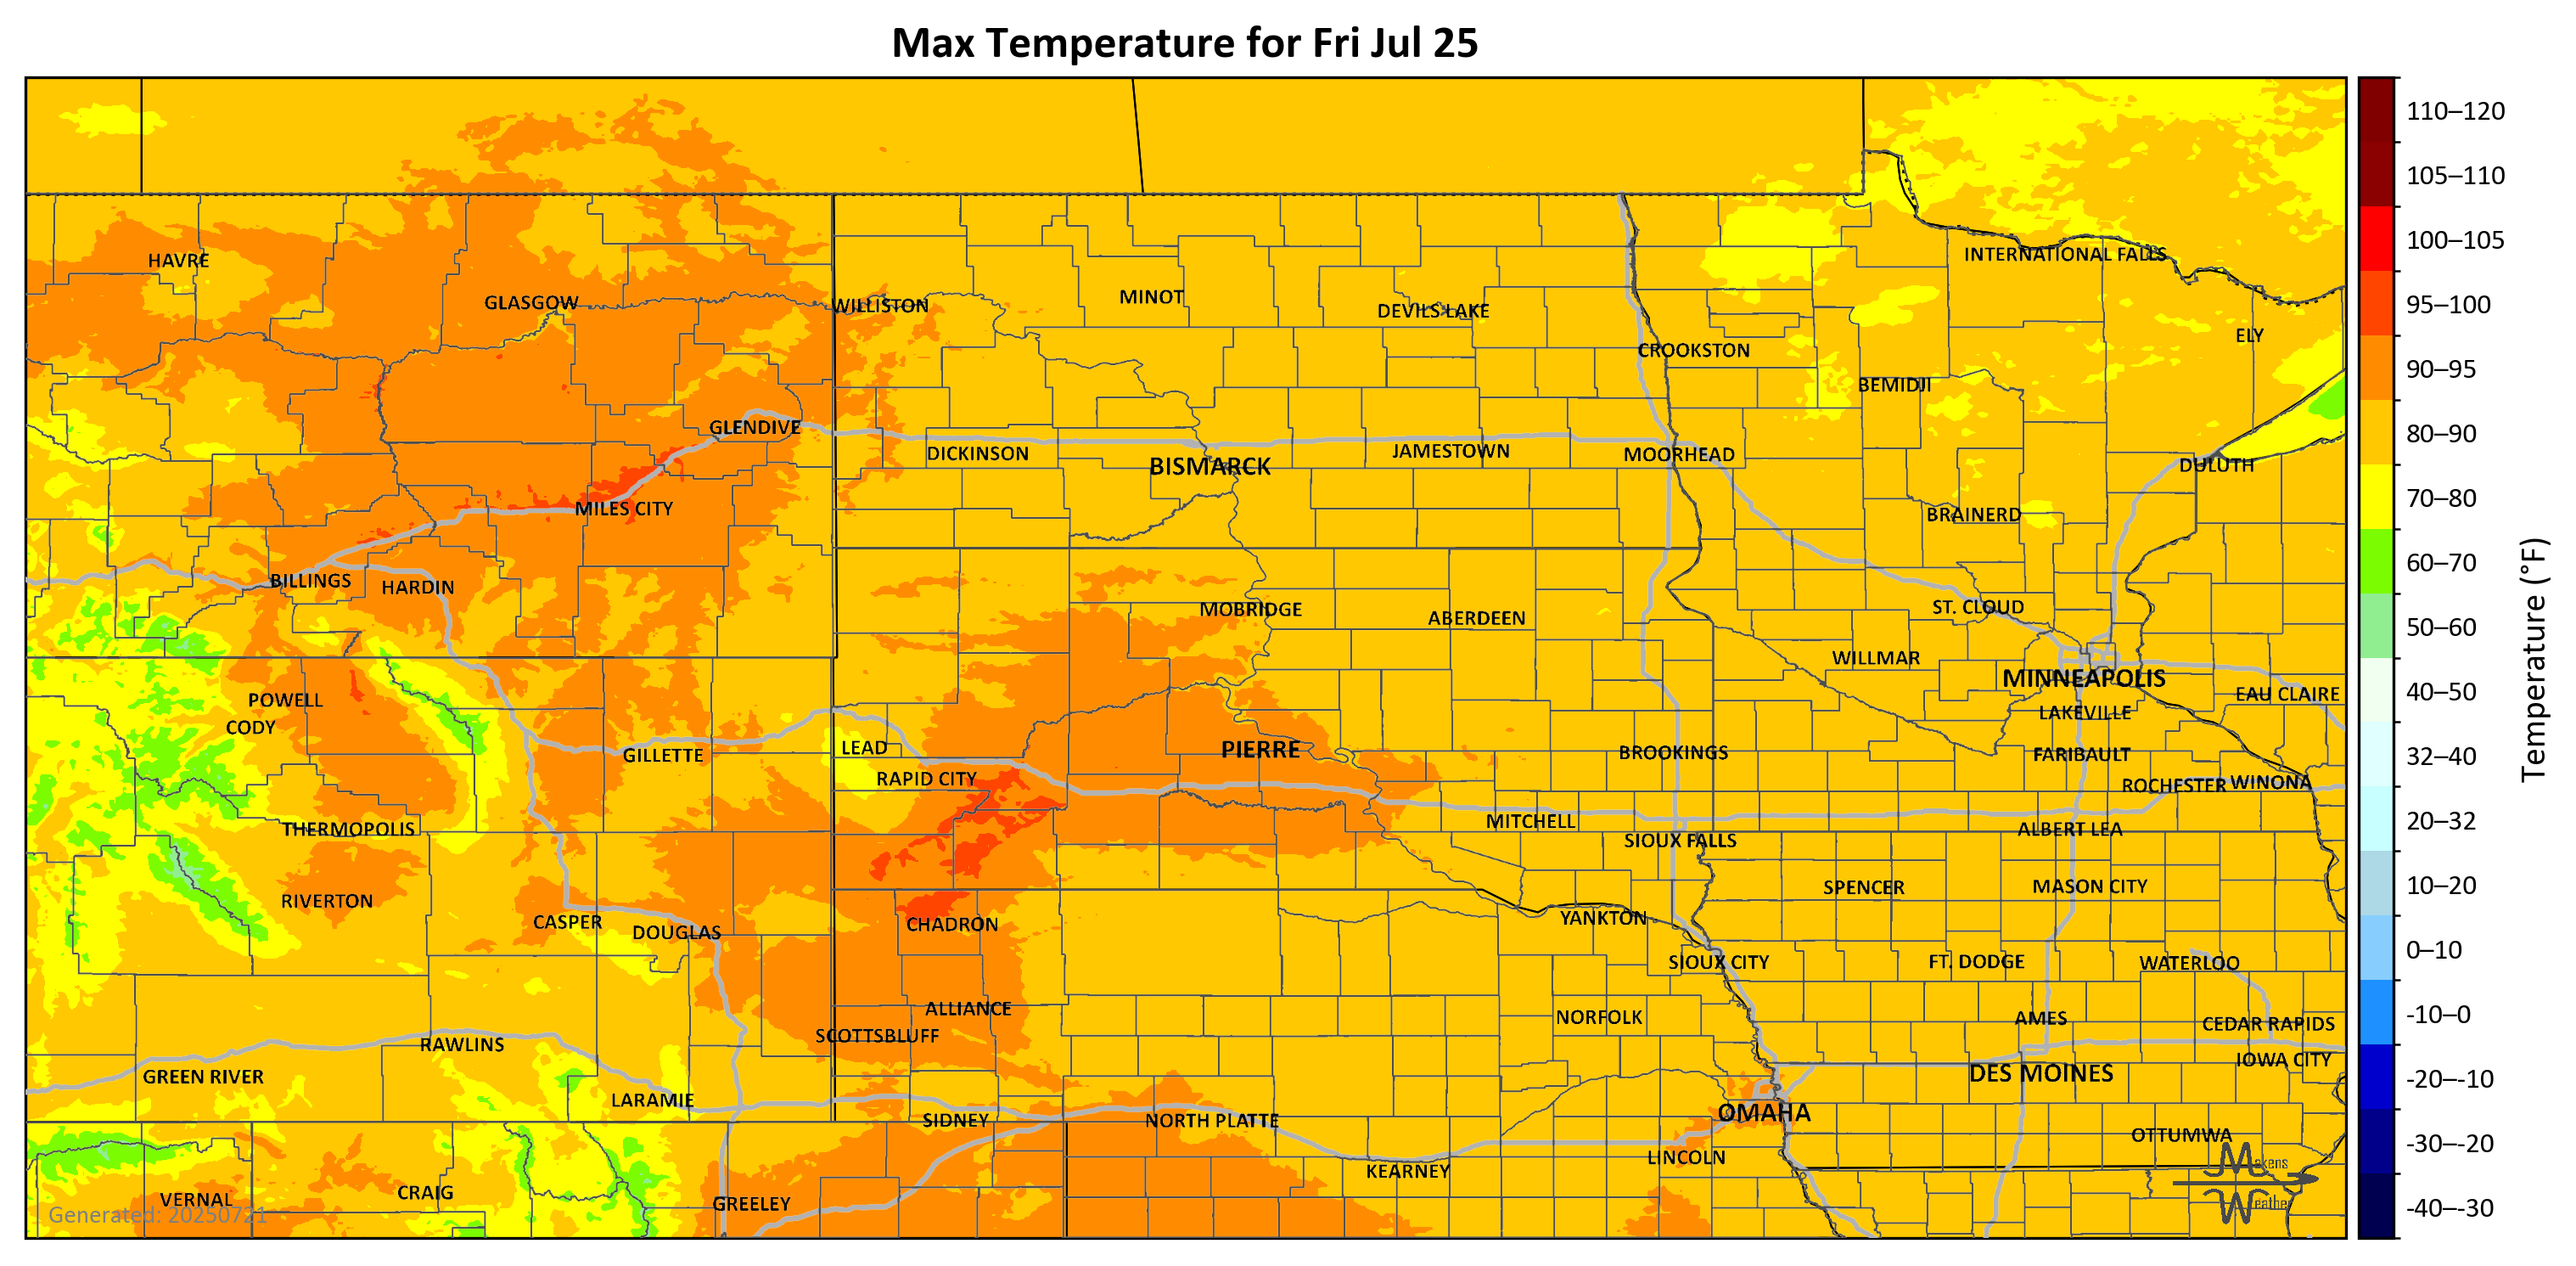 Max Temperature for Fri Jul 25
110–120
105–110
100–105
95–100
90–95
80–90
70–80
60–70
50–60
40–50
32–40
20–32
10–20
0–10
-10–0
-20–-10
-30–-20
-40–-30
Temperature (°F)
HAVRE
GLASGOW
WILLISTON
MINOT
DEVILS LAKE
INTERNATIONAL FALLS
ELY
CROOKSTON
BEMIDJI
GLENDIVE
DICKINSON
BISMARCK
JAMESTOWN
MOORHEAD
DULUTH
MILES CITY
BRAINERD
BILLINGS
HARDIN
MOBRIDGE
ABERDEEN
ST. CLOUD
WILLMAR
MINNEAPOLIS
EAU CLAIRE
POWELL
CODY
LAKEVILLE
GILLETTE
LEAD
PIERRE
BROOKINGS
FARIBAULT
RAPID CITY
ROCHESTER
WINONA
THERMOPOLIS
MITCHELL
SIOUX FALLS
ALBERT LEA
RIVERTON
SPENCER
MASON CITY
CASPER
DOUGLAS
CHADRON
YANKTON
SIOUX CITY
FT. DODGE
WATERLOO
ALLIANCE
SCOTTSBLUFF
NORFOLK
AMES
CEDAR RAPIDS
RAWLINS
IOWA CITY
GREEN RIVER
DES MOINES
LARAMIE
SIDNEY
NORTH PLATTE
OMAHA
OTTUMWA
LINCOLN
KEARNEY
VERNAL
CRAIG
GREELEY
Generated: 20250721
Makens
Weather